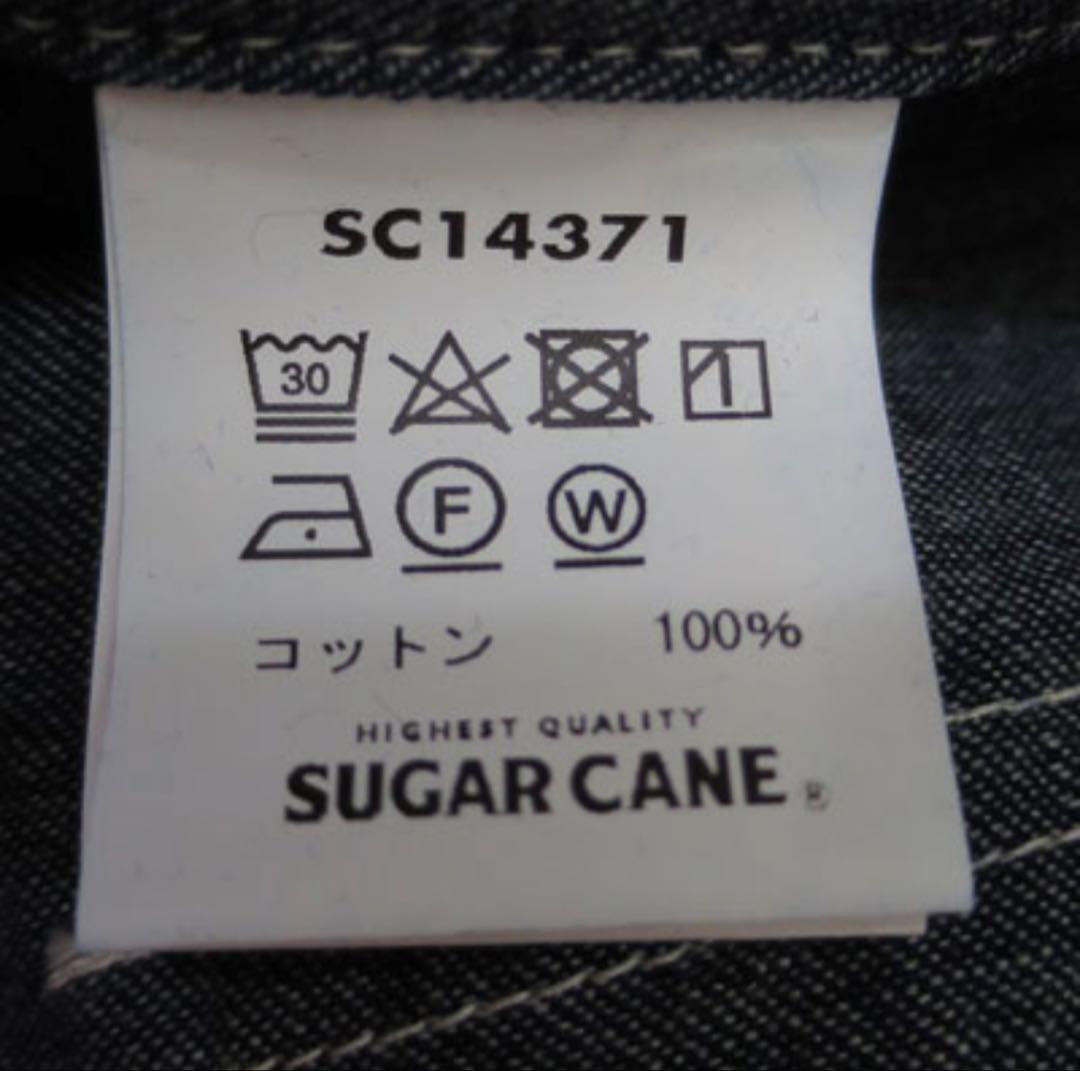 SC14371
30
F W
コットン 100%
HIGHEST QUALITY
SUGAR CANE ®